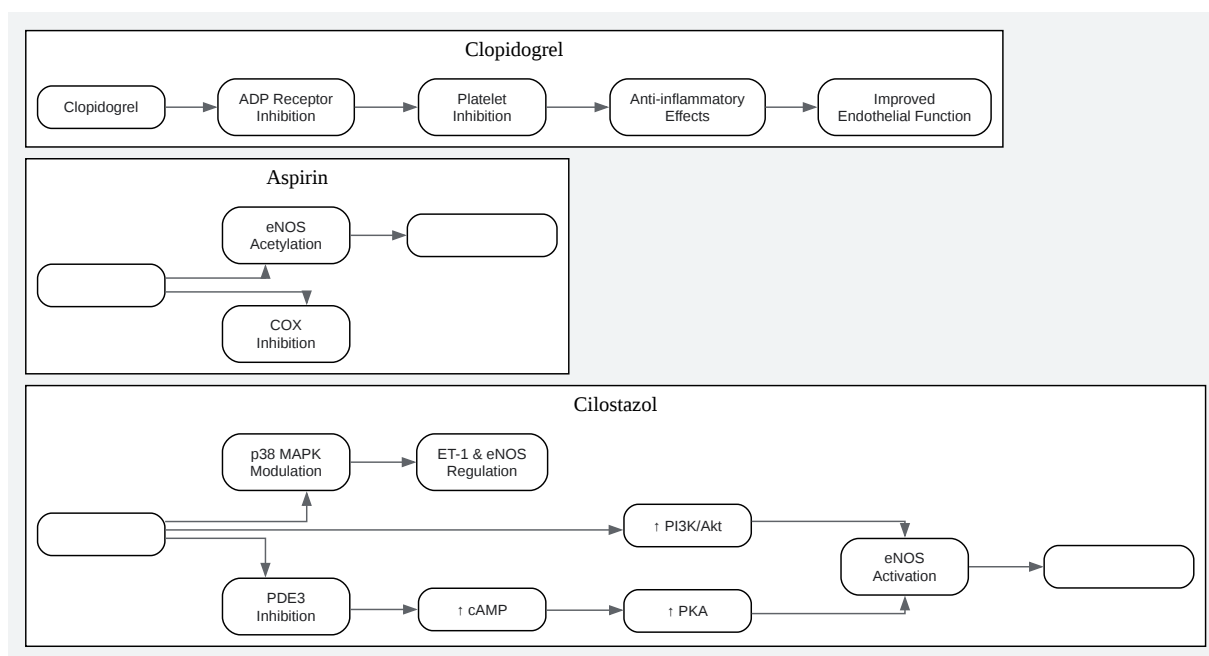 Clopidogrel
Clopidogrel
ADP Receptor
Inhibition
Platelet
Inhibition
Anti-inflammatory
Effects
Improved
Endothelial Function
Aspirin
eNOS
Acetylation
COX
Inhibition
Cilostazol
p38 MAPK
Modulation
ET-1 & eNOS
Regulation
↑ PI3K/Akt
eNOS
Activation
PDE3
Inhibition
↑ cAMP
↑ PKA